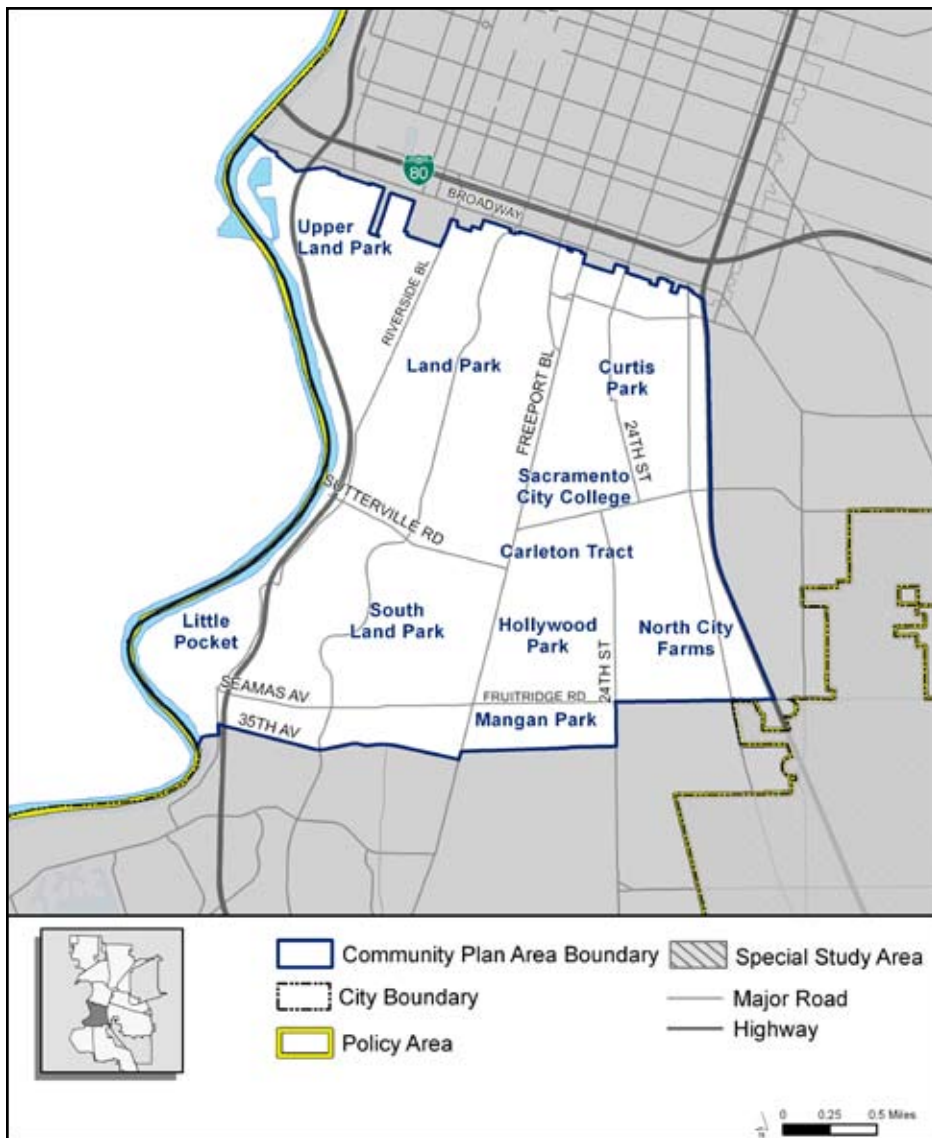 80
BROADWAY
Upper
Land Park
RIVERSIDE BL
Land Park
FREEPORT BL
Curtis
Park
24TH ST
Sacramento
City College
SUTTERVILLE RD
Carleton Tract
Little
Pocket
South
Land Park
Hollywood
Park
24TH ST
North City
Farms
SEAMAS AV
FRUITRIDGE RD
35TH AV
Mangan Park
Community Plan Area Boundary
City Boundary
Policy Area
Special Study Area
Major Road
Highway
0 0.25 0.5 Miles